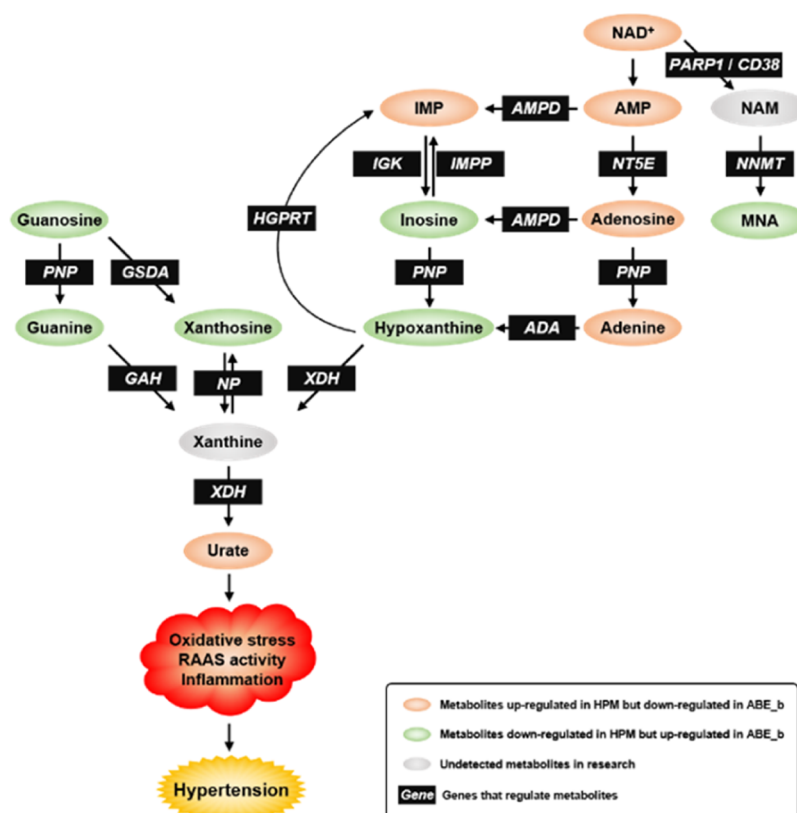 NAD+
PARP1 / CD38
IMP
AMPD
AMP
NAM
IGK
IMPP
NT5E
NNMT
HGPRT
Guanosine
Inosine
AMPD
Adenosine
MNA
PNP
GSDA
PNP
PNP
Guanine
Xanthosine
Hypoxanthine
ADA
Adenine
GAH
NP
XDH
Xanthine
XDH
Urate
Oxidative stress
RAAS activity
Inflammation
Hypertension
Metabolites up-regulated in HPM but down-regulated in ABE_b
Metabolites down-regulated in HPM but up-regulated in ABE_b
Undetected metabolites in research
Gene Genes that regulate metabolites